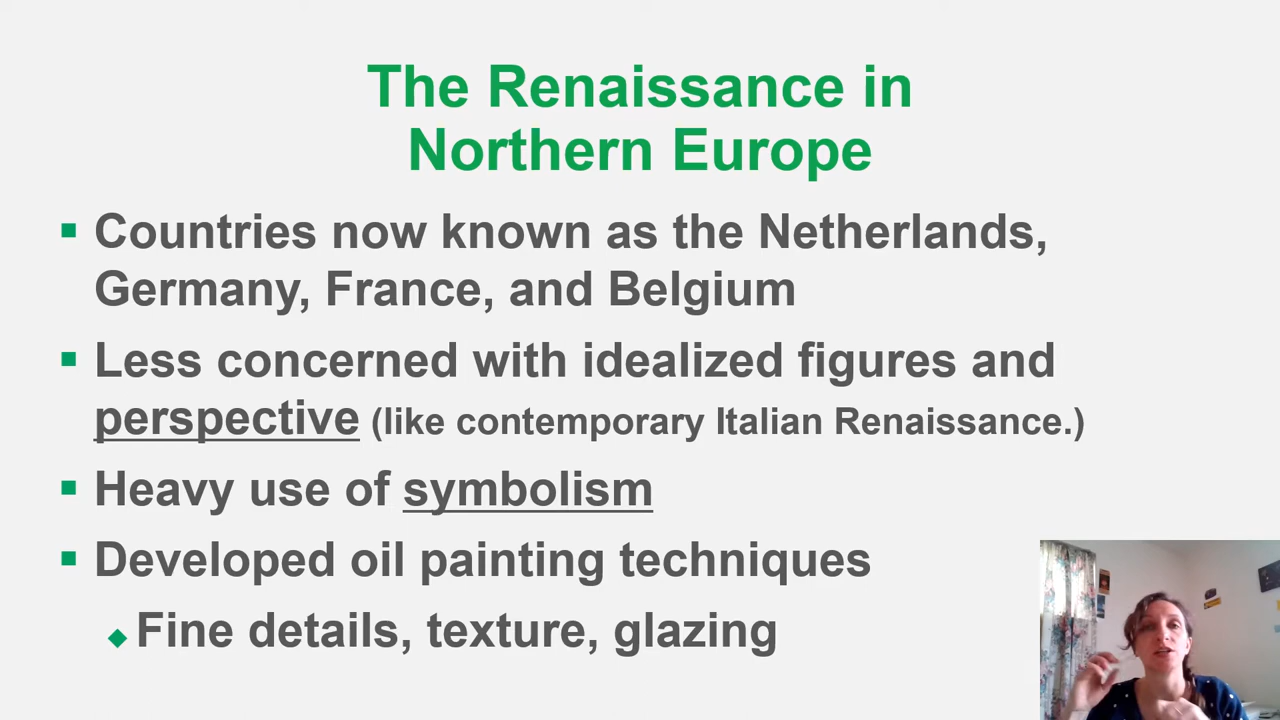 The Renaissance in
Northern Europe
Countries now known as the Netherlands,
Germany, France, and Belgium
Less concerned with idealized figures and
perspective (like contemporary Italian Renaissance.)
Heavy use of symbolism
Developed oil painting techniques
Fine details, texture, glazing